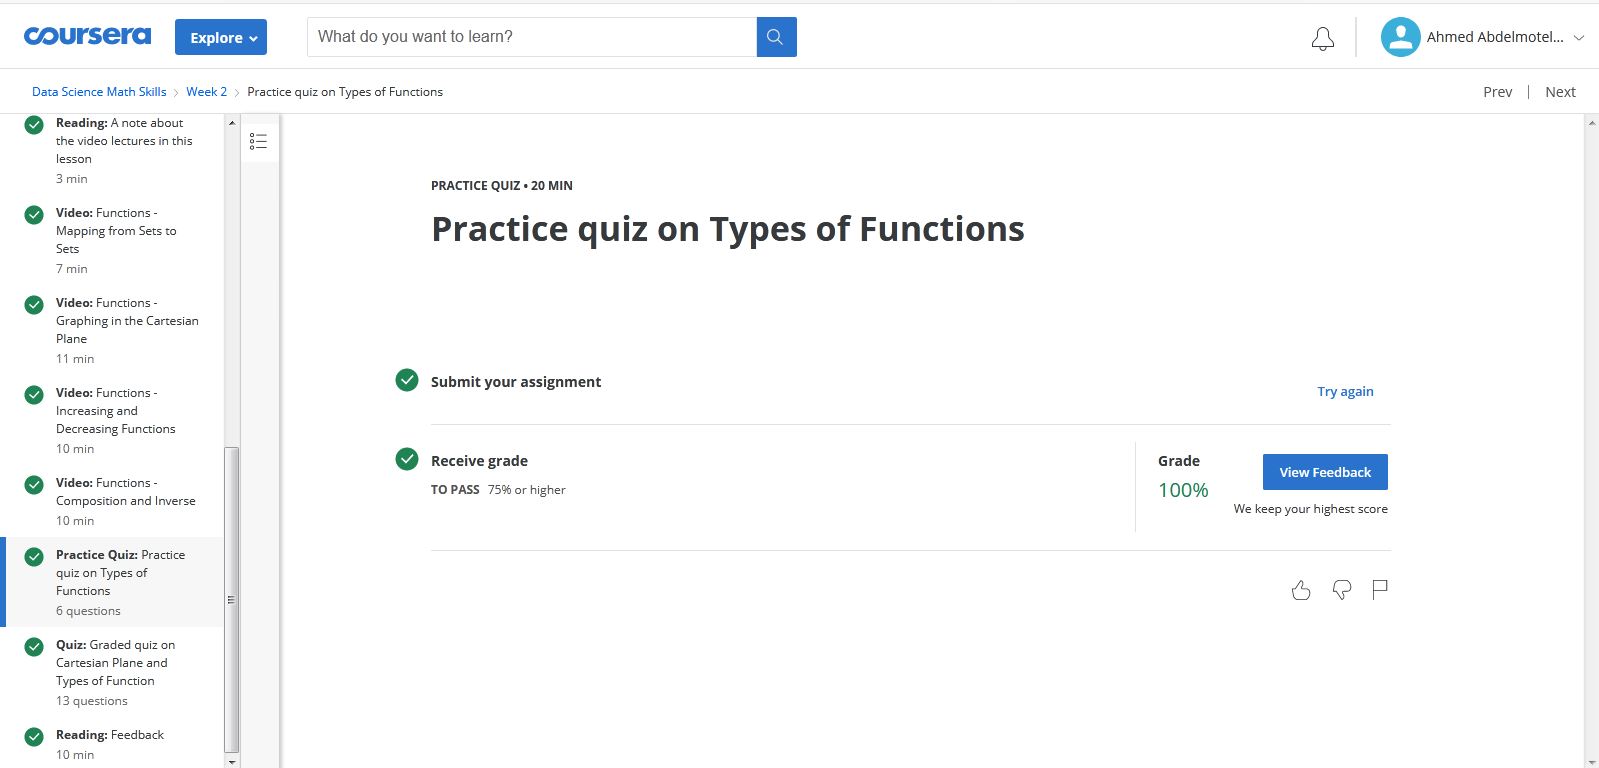 coursera
Explore
What do you want to learn?
Ahmed Abdelmotel...
Data Science Math Skills > Week 2 > Practice quiz on Types of Functions
Prev | Next
Reading: A note about
the video lectures in this
lesson
3 min
Video: Functions -
Mapping from Sets to
Sets
7 min
Video: Functions -
Graphing in the Cartesian
Plane
11 min
Video: Functions -
Increasing and
Decreasing Functions
10 min
Video: Functions -
Composition and Inverse
10 min
Practice Quiz: Practice
quiz on Types of
Functions
6 questions
Quiz: Graded quiz on
Cartesian Plane and
Types of Function
13 questions
Reading: Feedback
10 min
PRACTICE QUIZ • 20 MIN
Practice quiz on Types of Functions
Submit your assignment
Try again
Receive grade
TO PASS 75% or higher
Grade
100%
View Feedback
We keep your highest score